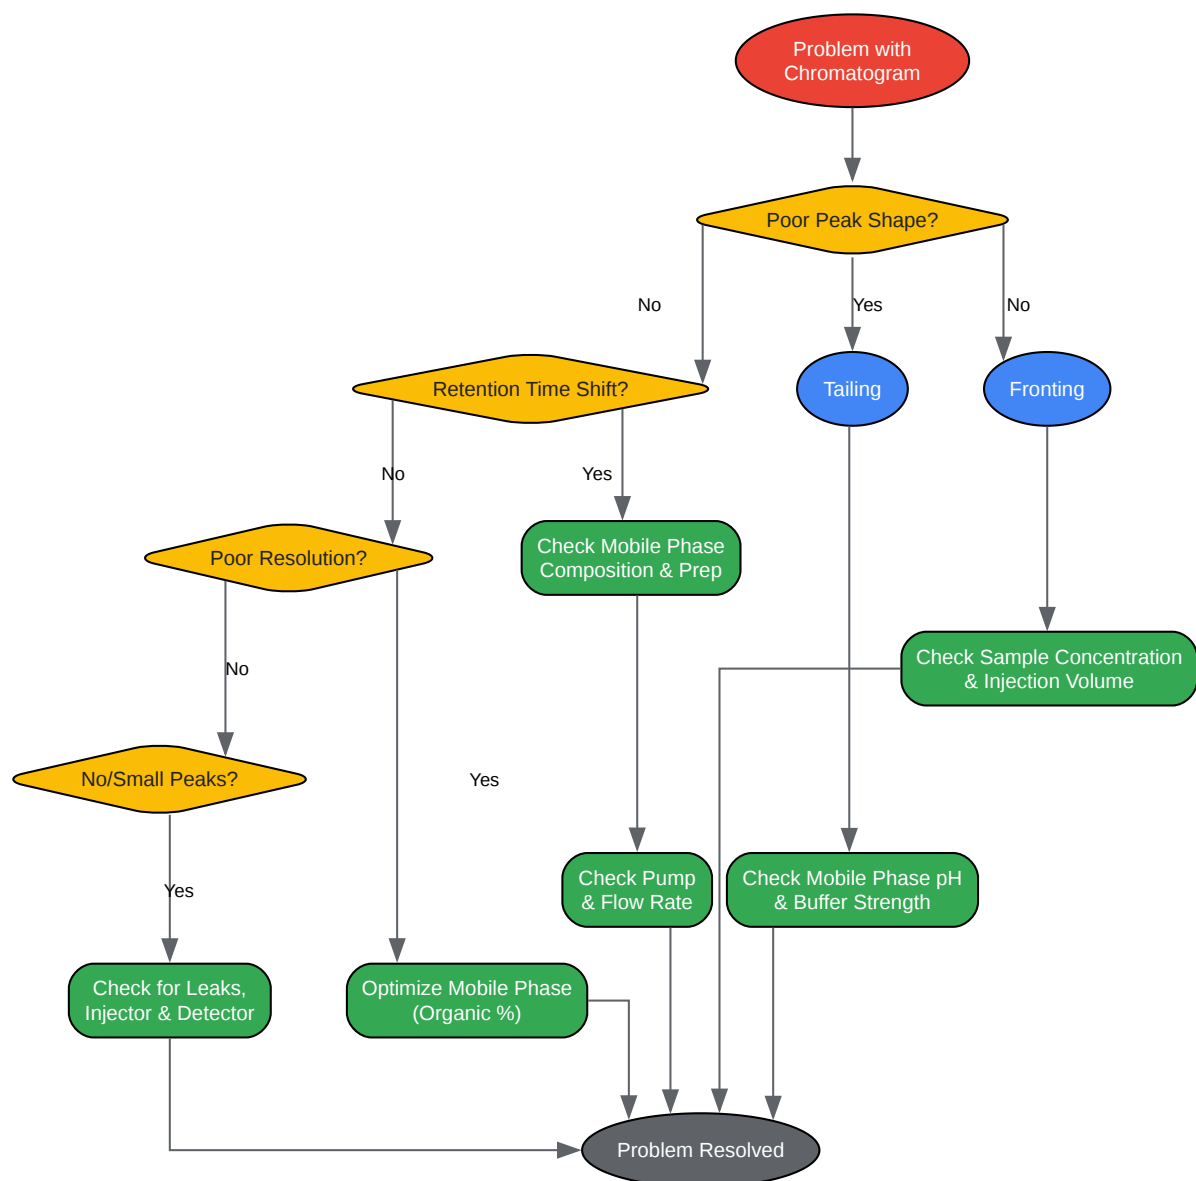 Problem with
Chromatogram
Poor Peak Shape?
No
Yes
No
Retention Time Shift?
Tailing
Fronting
No
Yes
Check Mobile Phase
Composition & Prep
Poor Resolution?
No
Check Sample Concentration
& Injection Volume
No/Small Peaks?
Yes
Yes
Check Pump
& Flow Rate
Check Mobile Phase pH
& Buffer Strength
Check for Leaks,
Injector & Detector
Optimize Mobile Phase
(Organic %)
Problem Resolved